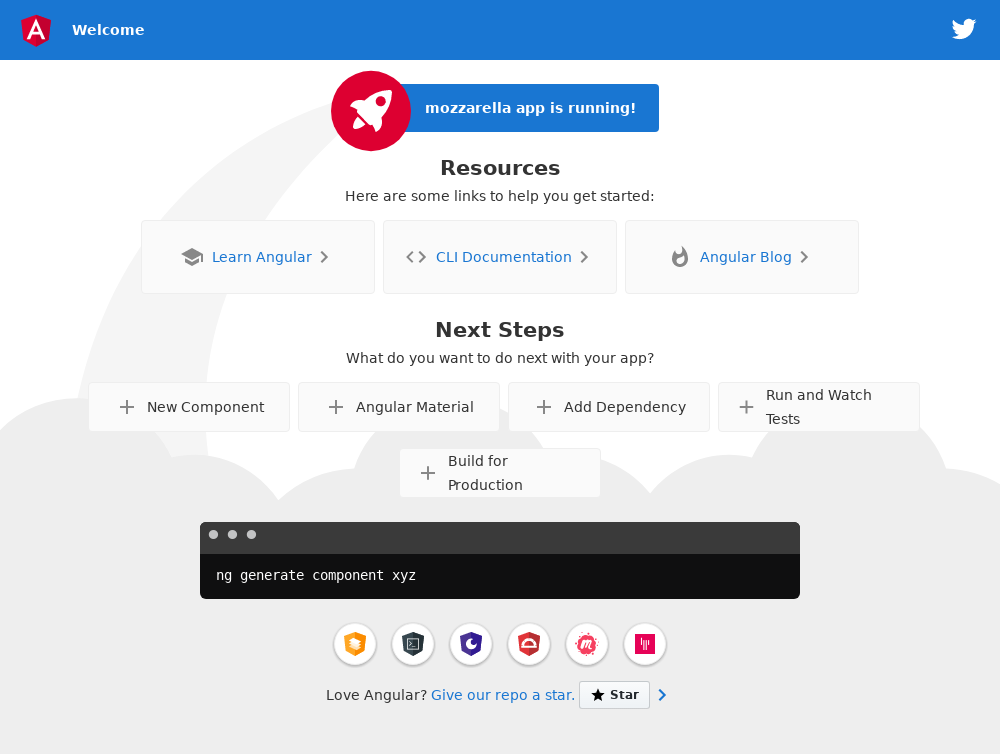 Welcome
mozzarella app is running!
Resources
Here are some links to help you get started:
Learn Angular
CLI Documentation
Angular Blog
Next Steps
What do you want to do next with your app?
New Component
Angular Material
Add Dependency
Run and Watch
Tests
Build for
Production
ng generate component xyz
Love Angular? Give our repo a star. Star